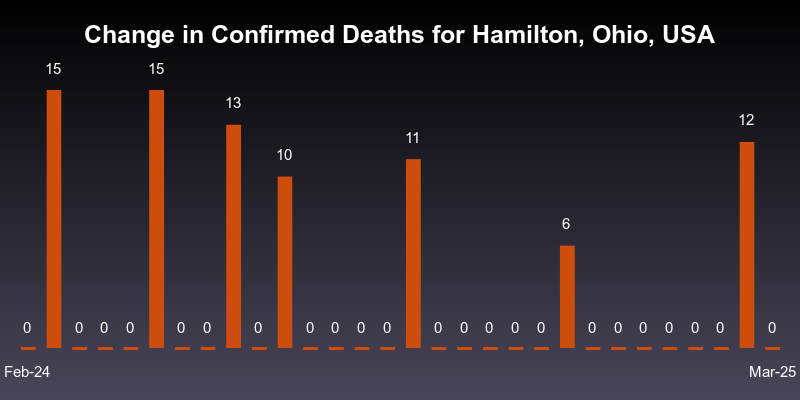 Change in Confirmed Deaths for Hamilton, Ohio, USA
0 15 0 0 0 15 0 0 13 0 10 0 0 0 0 11 0 0 0 0 0 6 0 0 0 0 0 0 12 0
Feb-24 Mar-25